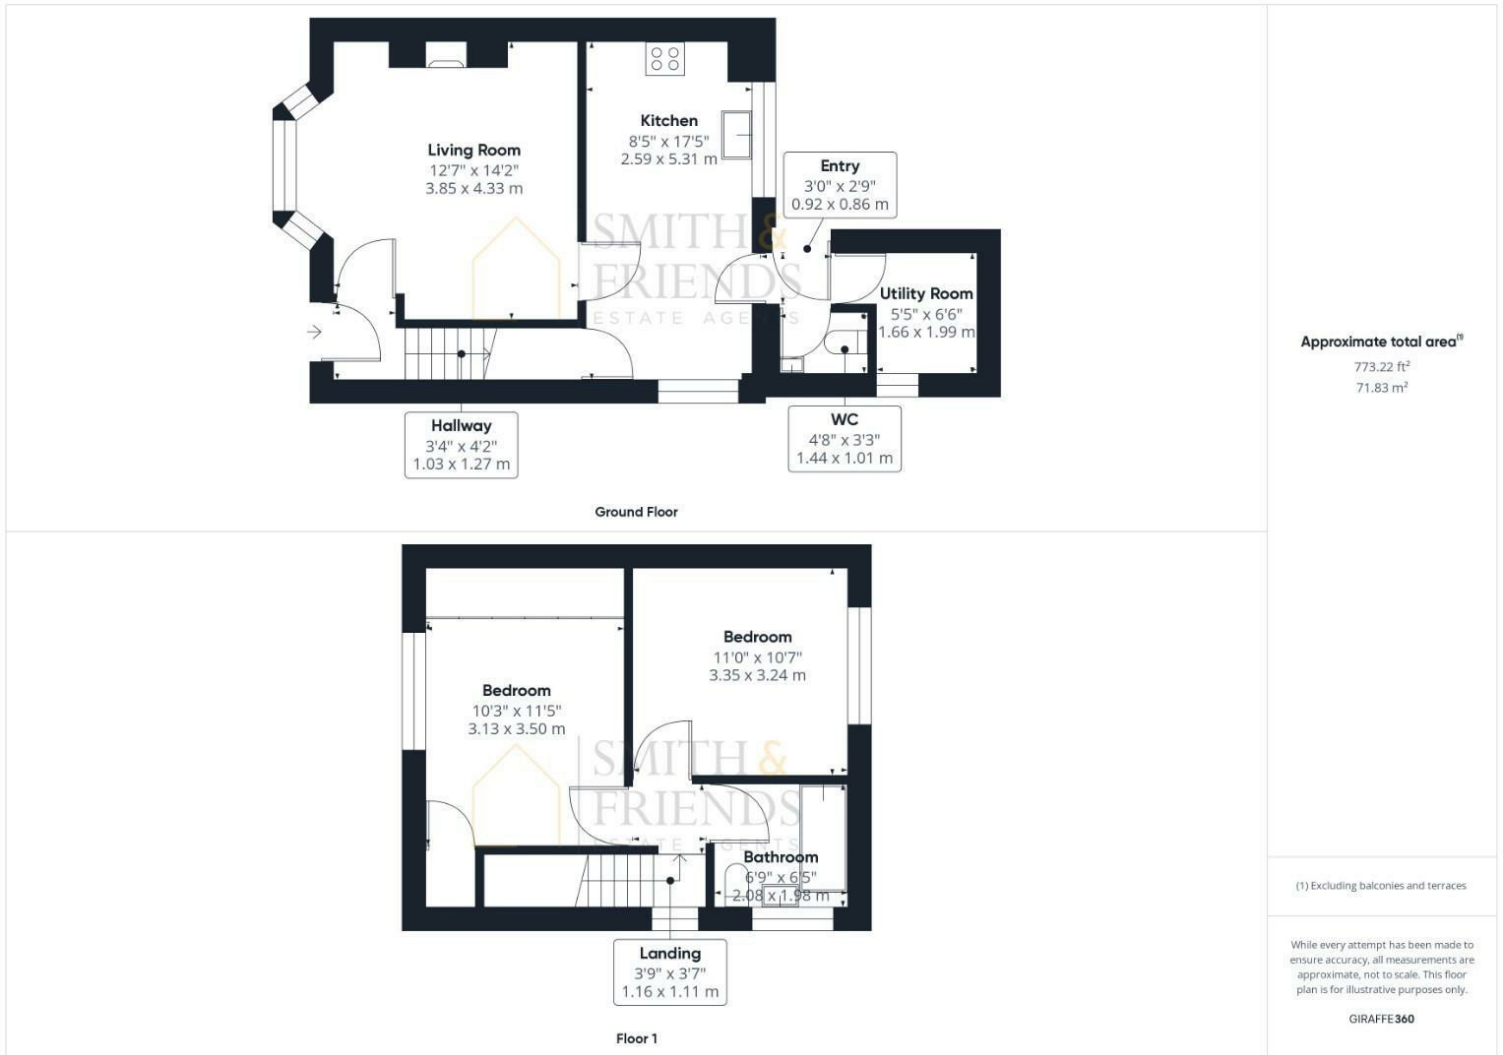 Living Room
12'7" x 14'2"
3.85 x 4.33 m
Kitchen
8'5" x 17'5"
2.59 x 5.31 m
Entry
3'0" x 2'9"
0.92 x 0.86 m
Utility Room
5'5" x 6'6"
1.66 x 1.99 m
SMITH &
FRIENDS
ESTATE AGENTS
Hallway
3'4" x 4'2"
1.03 x 1.27 m
WC
4'8" x 3'3"
1.44 x 1.01 m
Ground Floor
Bedroom
11'0" x 10'7"
3.35 x 3.24 m
Bedroom
10'3" x 11'5"
3.13 x 3.50 m
SMITH &
FRIENDS
ESTATE AGENTS
Bathroom
6'9" x 6'5"
2.08 x 1.98 m
Landing
3'9" x 3'7"
1.16 x 1.11 m
Floor 1
Approximate total area(1)
773.22 ft²
71.83 m²
(1) Excluding balconies and terraces
While every attempt has been made to
ensure accuracy, all measurements are
approximate, not to scale. This floor
plan is for illustrative purposes only.
GIRAFFE360